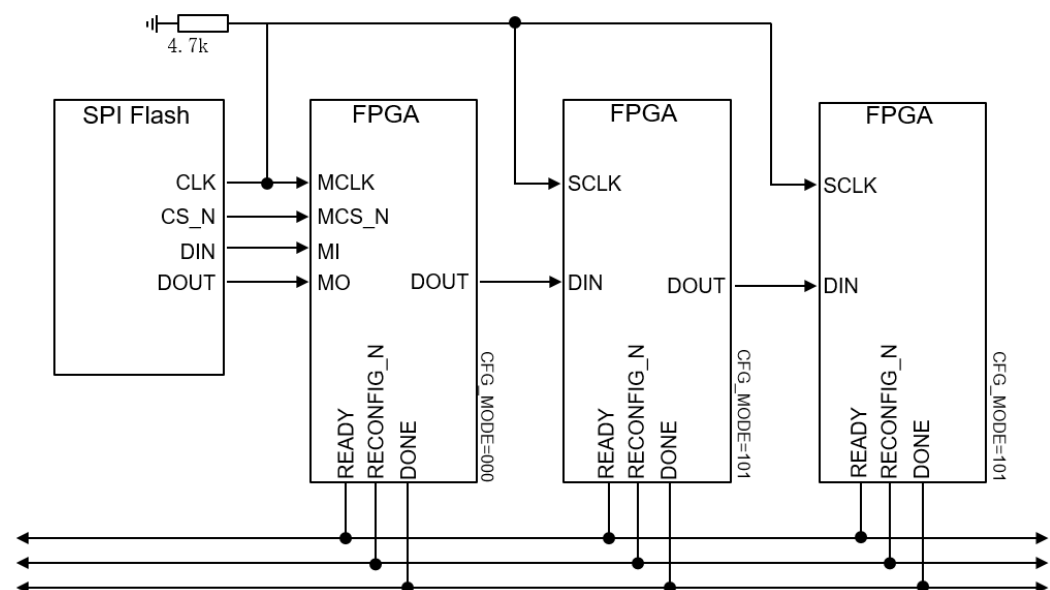 4.7k
SPI Flash
CLK
CS_N
DIN
DOUT
FPGA
MCLK
MCS_N
MI
MO
DOUT
READY
RECONFIG_N
DONE
CFG_MODE=000
FPGA
SCLK
DIN
DOUT
READY
RECONFIG_N
DONE
CFG_MODE=101
FPGA
SCLK
DIN
READY
RECONFIG_N
DONE
CFG_MODE=101